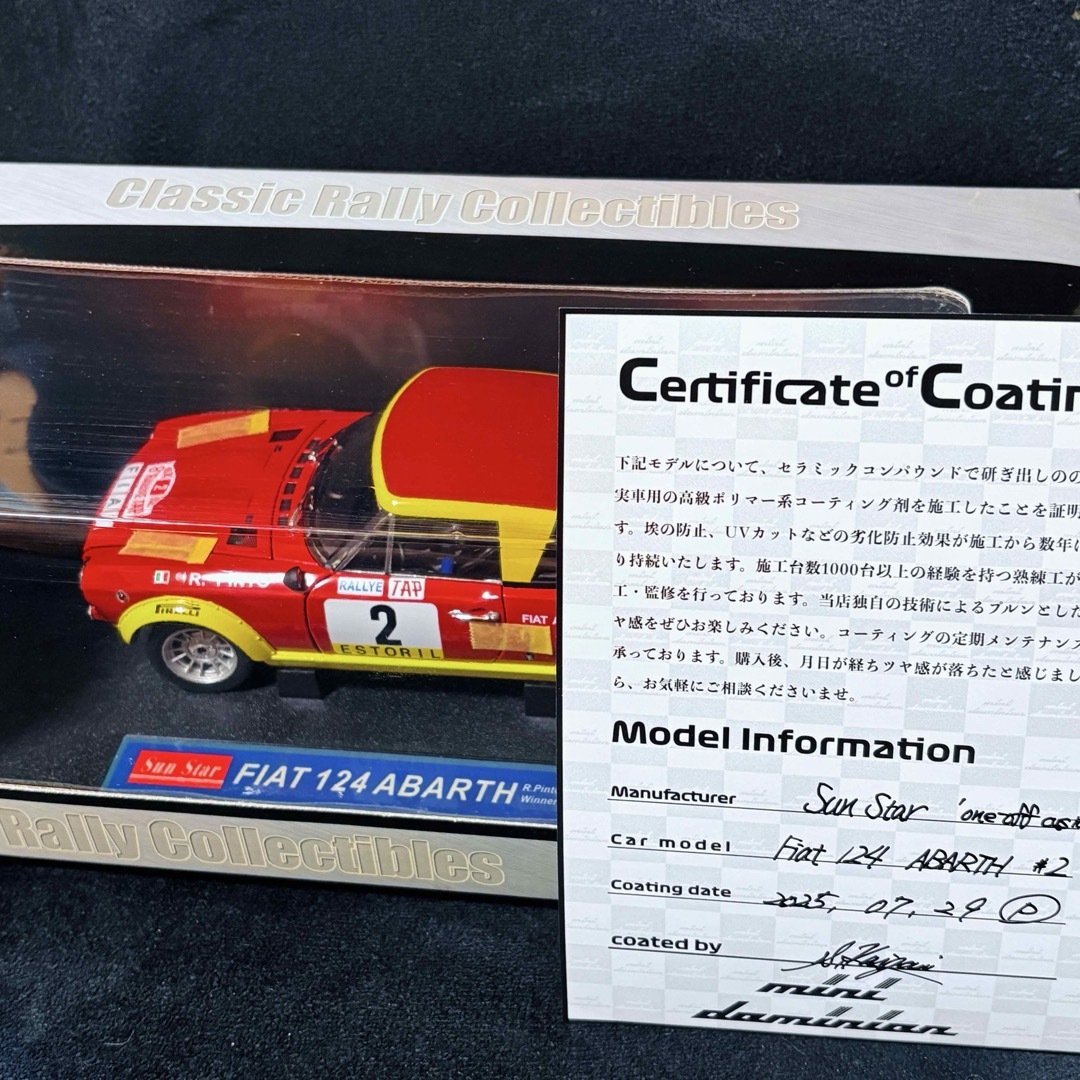 Classic Rally Collectibles
Certificate of Coatin
下記モデルについて、セラミックコンパウンドで研ぎ出しのの
実車用の高級ポリマー系コーティング剤を施工したことを証明
す。埃の防止、UVカットなどの劣化防止効果が施工から数年に
り持続いたします。施工台数1000台以上の経験を持つ熟練工が
工・監修を行っております。当店独自の技術によるプルンとした
ヤ感をぜひお楽しみください。コーティングの定期メンテナンス
承っております。購入後、月日が経ちツヤ感が落ちたと感じまし
ら、お気軽にご相談くださいませ。
FIAT
R. PINTO
PIRELLI
RALLYE TAP
2
ESTORIL
FIAT A
Sun Star FIAT 124 ABARTH
R.Pinto
Winner
Rally Collectibles
Model Information
Manufacturer Sun Star 'one off cus
Car model Fiat 124 ABARTH #2
Coating date 2025. 07. 29 P
coated by
mini
daminian